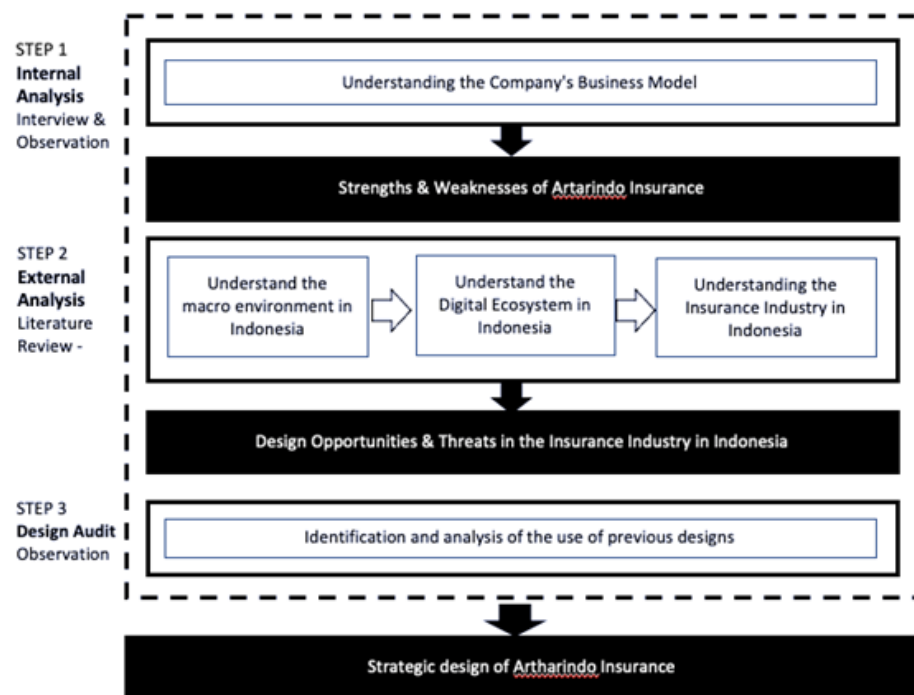 STEP 1
Internal
Analysis
Interview &
Observation
Understanding the Company's Business Model
Strengths & Weaknesses of Artarindo Insurance
STEP 2
External
Analysis
Literature
Review -
Understand the
macro environment in
Indonesia
Understand the
Digital Ecosystem in
Indonesia
Understanding the
Insurance Industry in
Indonesia
Design Opportunities & Threats in the Insurance Industry in Indonesia
STEP 3
Design Audit
Observation
Identification and analysis of the use of previous designs
Strategic design of Artharindo Insurance